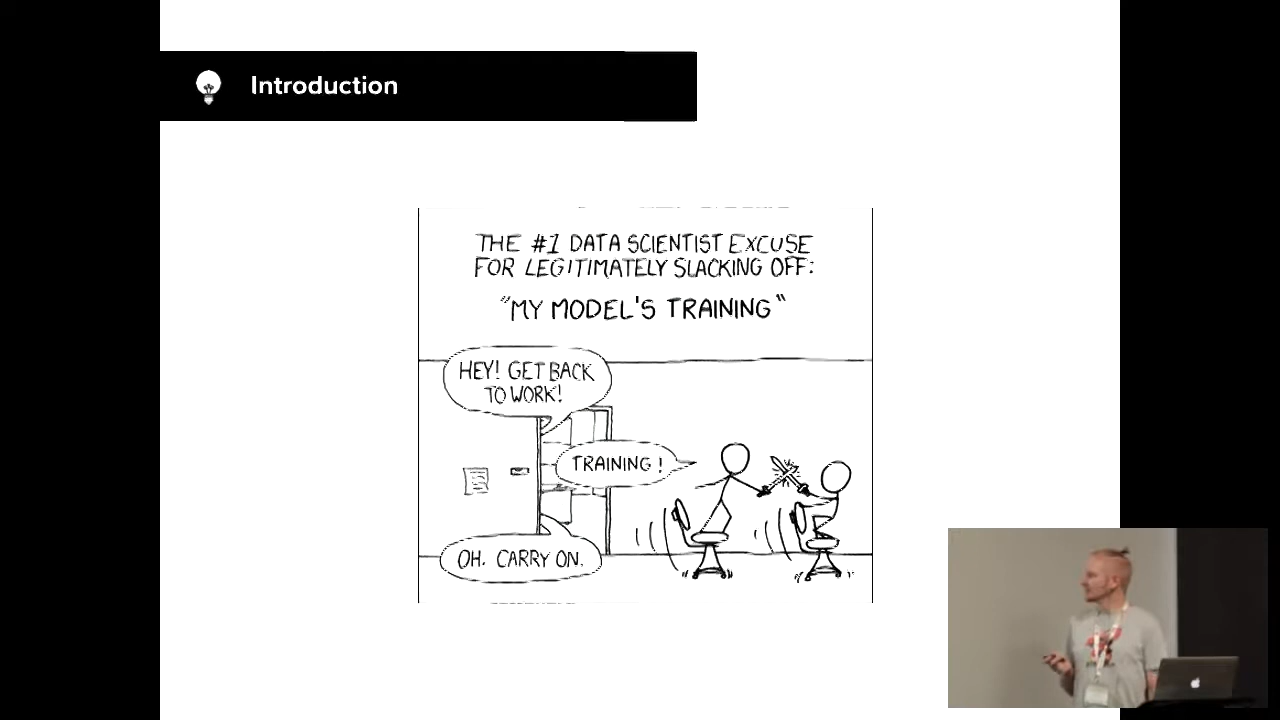 Introduction
THE #1 DATA SCIENTIST EXCUSE
FOR LEGITIMATELY SLACKING OFF:
"MY MODEL'S TRAINING"
HEY! GET BACK
TO WORK!
TRAINING!
OH. CARRY ON.